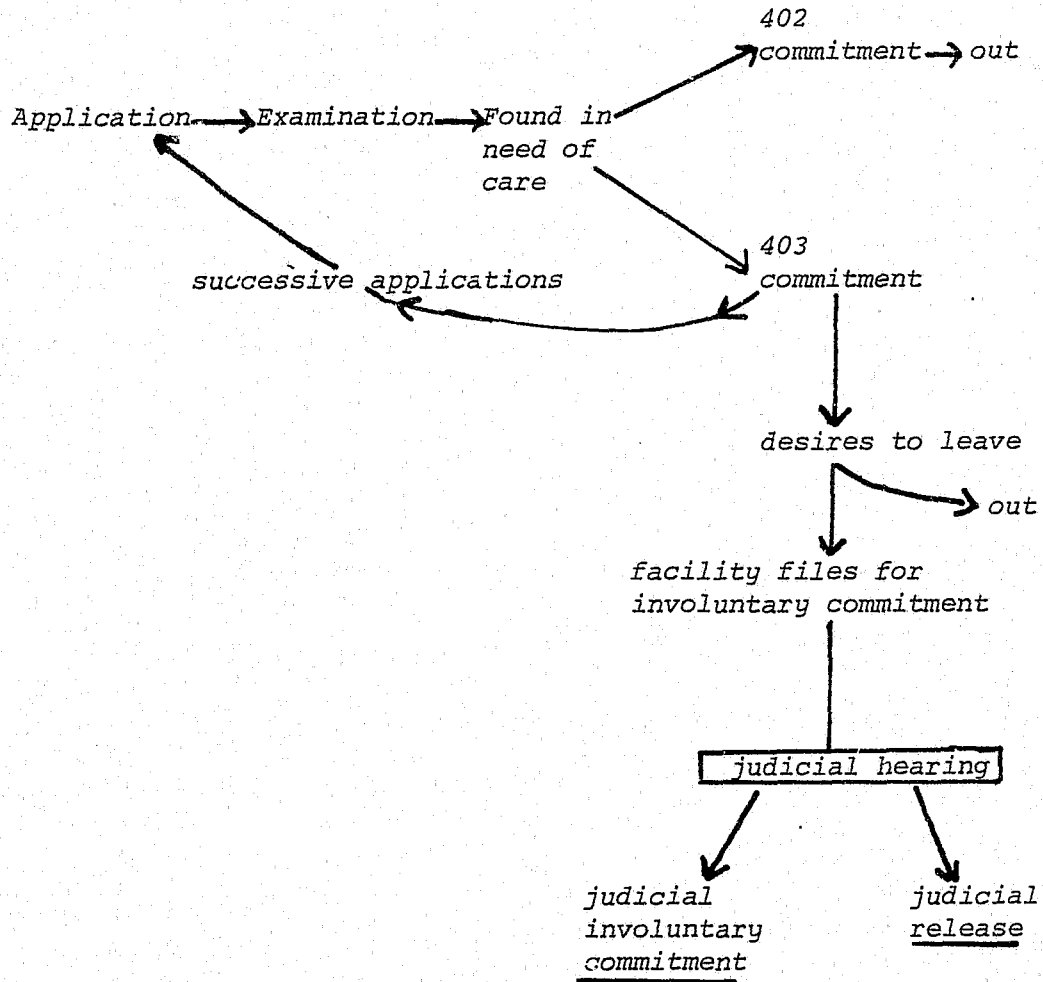 402
commitment out
Application Examination Found in
need of
care
403
successive applications commitment
desires to leave
out
facility files for
involuntary commitment
judicial hearing
judicial judicial
involuntary release
commitment